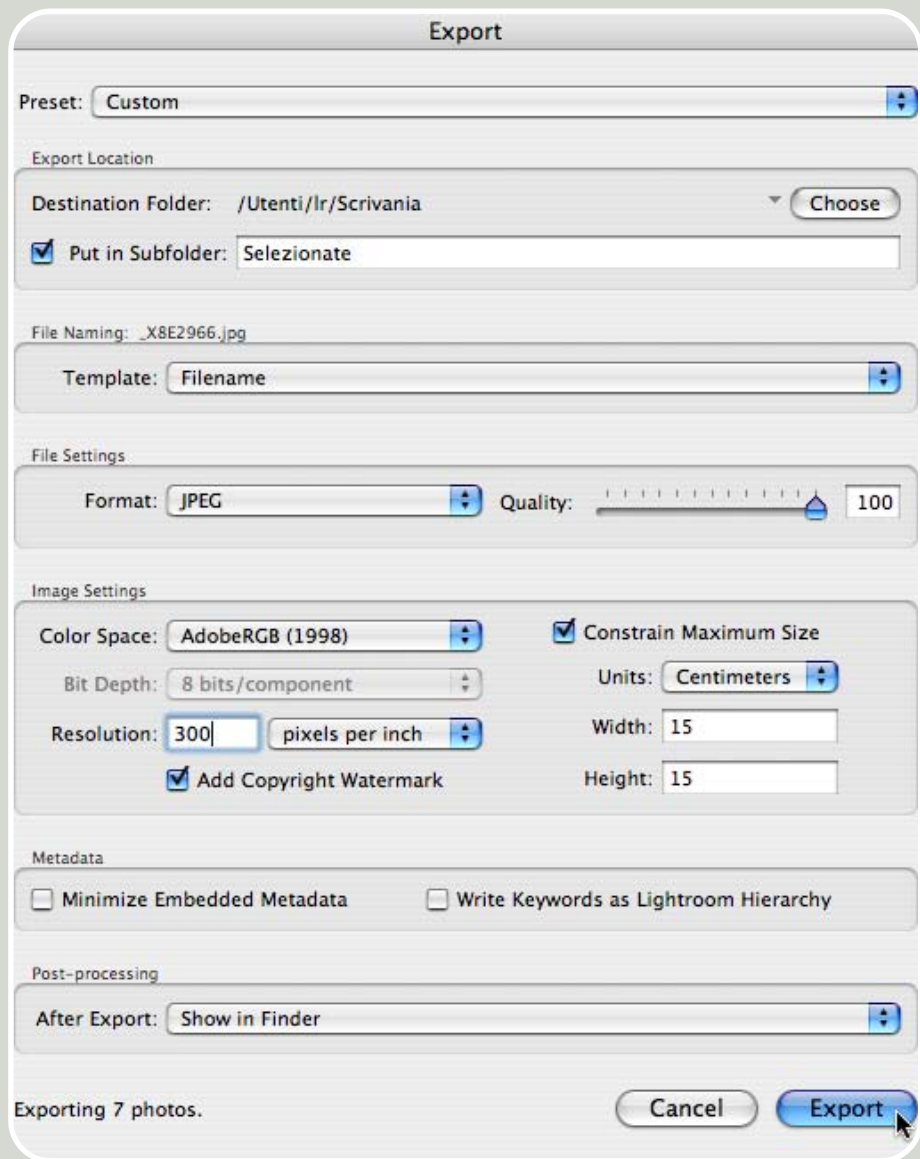 Export
Preset: Custom
Export Location
Destination Folder: /Utenti/lr/Scrivania Choose
Put in Subfolder: Selezionate
File Naming: _X8E2966.jpg
Template: Filename
File Settings
Format: JPEG Quality: 100
Image Settings
Color Space: AdobeRGB (1998) Constrain Maximum Size
Bit Depth: 8 bits/component Units: Centimeters
Resolution: 300 pixels per inch Width: 15
Add Copyright Watermark Height: 15
Metadata
Minimize Embedded Metadata Write Keywords as Lightroom Hierarchy
Post-processing
After Export: Show in Finder
Exporting 7 photos. Cancel Export